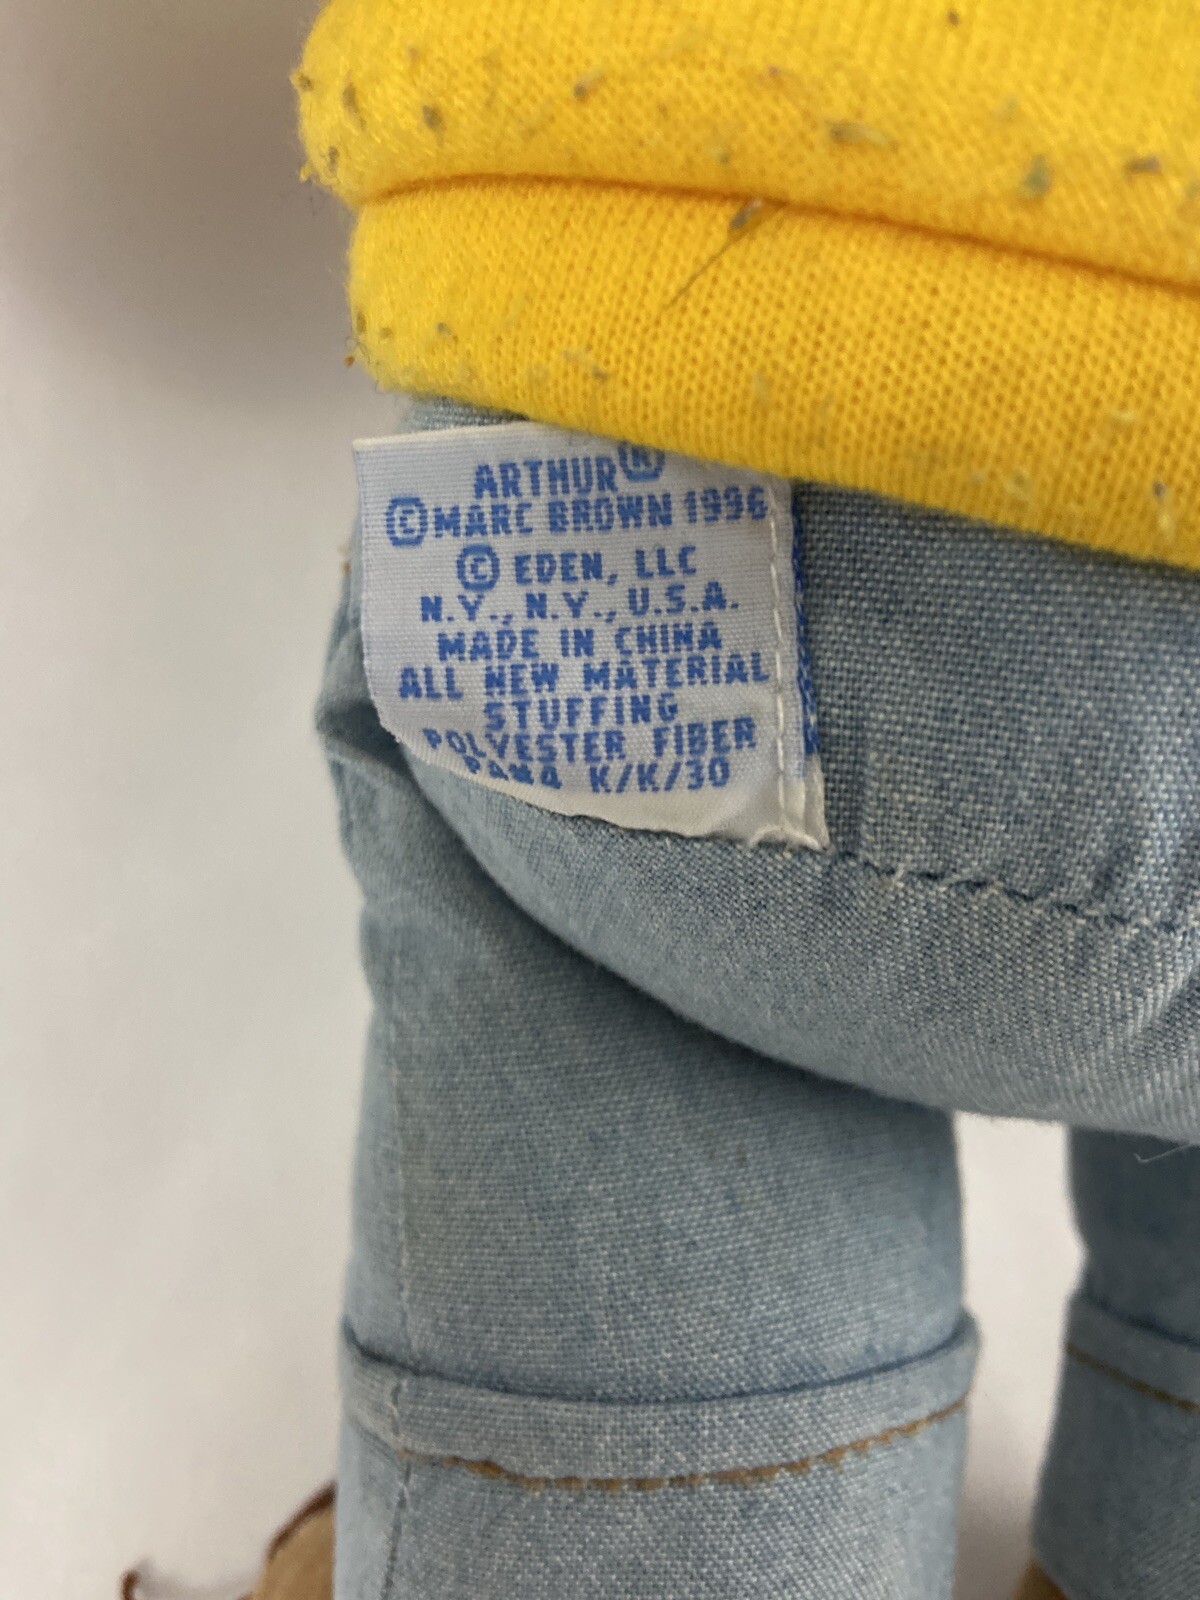 ARTHUR®
©MARC BROWN 1996
© EDEN, LLC
N.Y., N.Y., U.S.A.
MADE IN CHINA
ALL NEW MATERIAL
STUFFING
POLYESTER FIBER
K/K/30